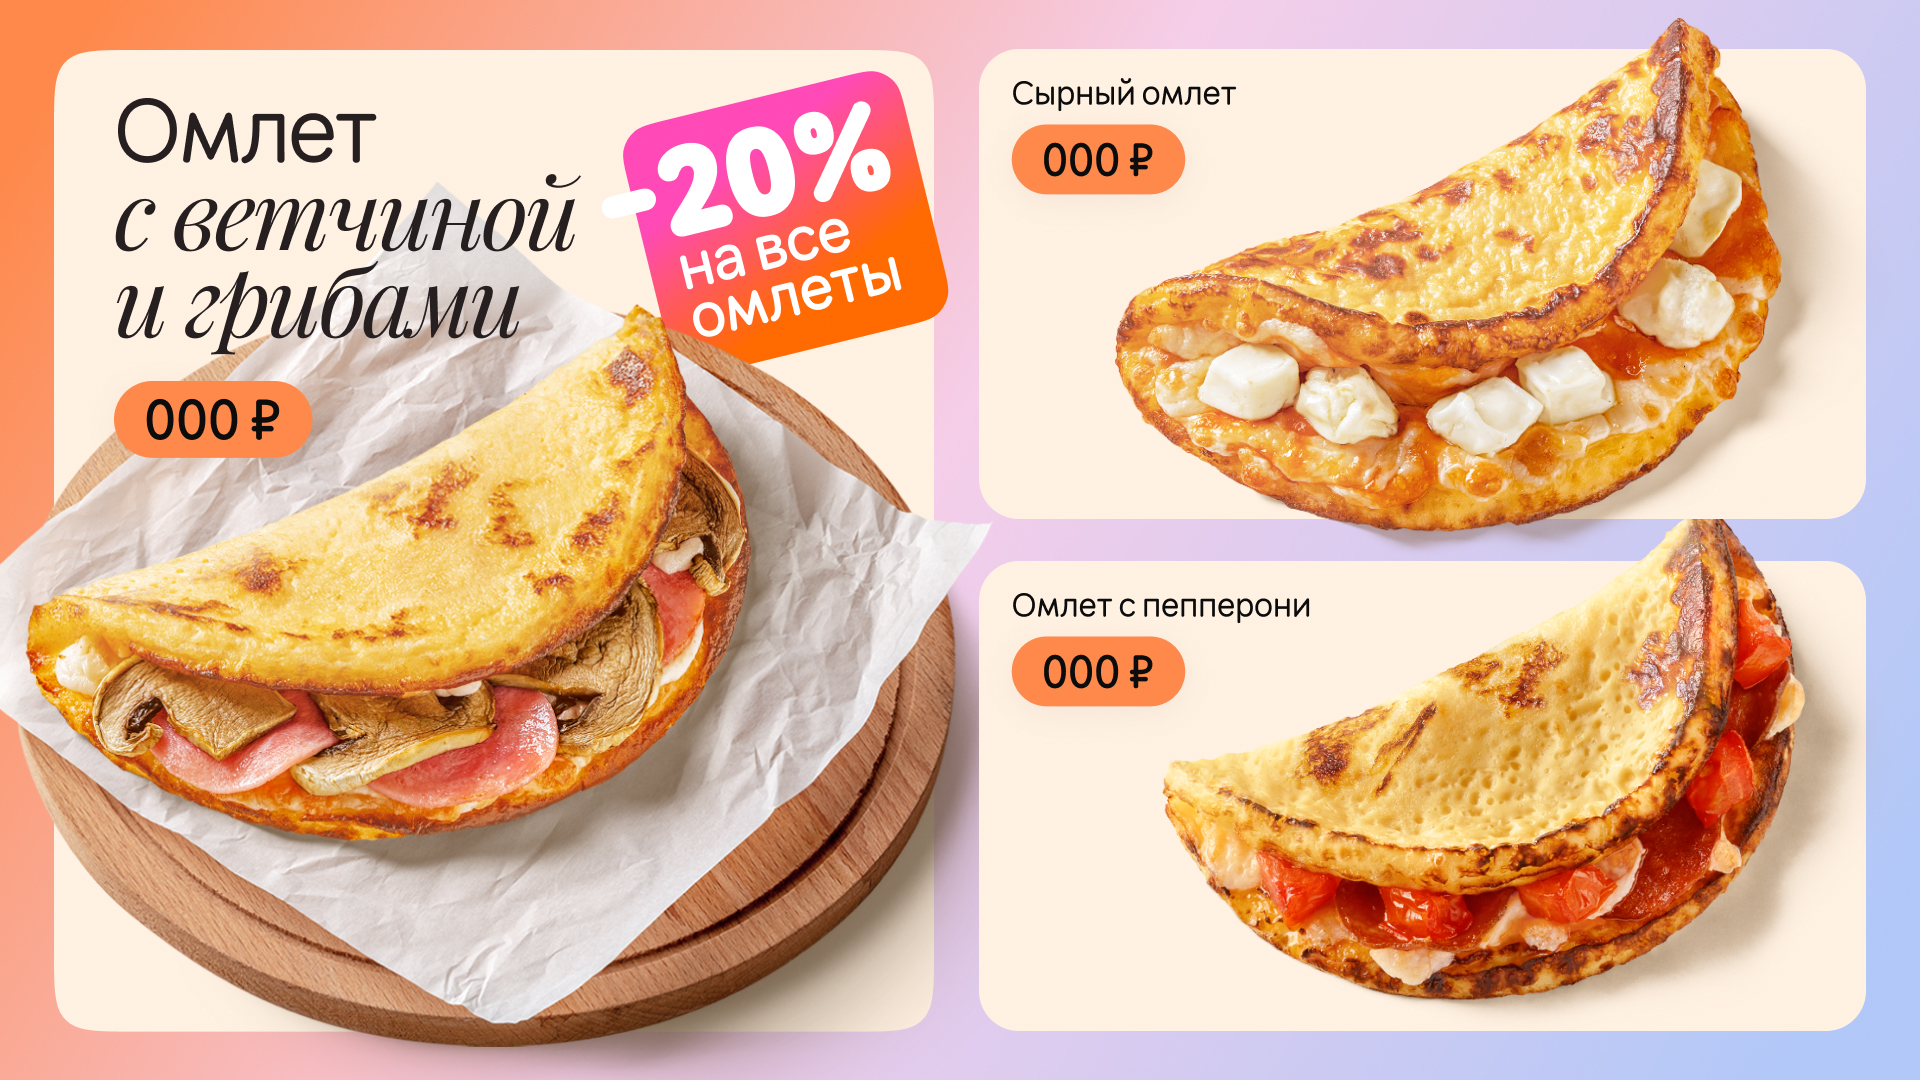 Омлет
с ветчиной
и грибами
000 ₽
-20%
на все
омлеты
Сырный омлет
000 ₽
Омлет с пепперони
000 ₽